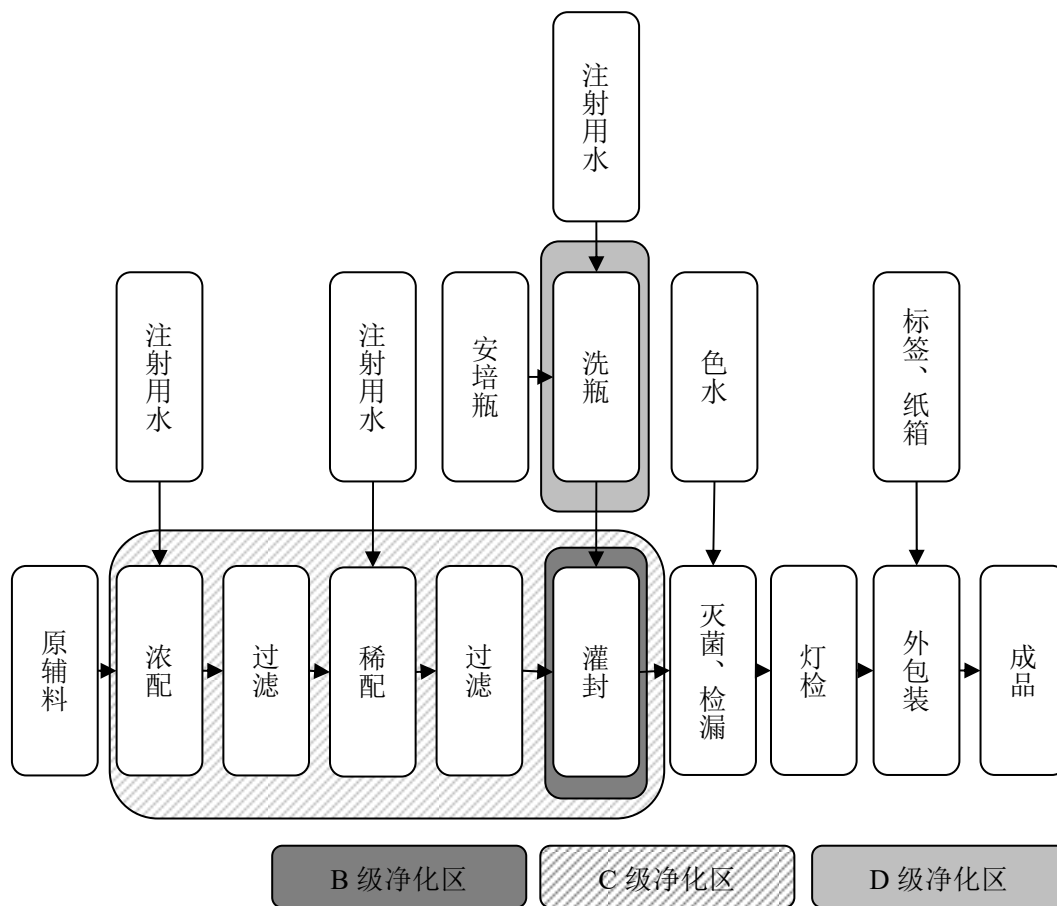 注射用水
注射用水
注射用水
安培瓶
洗瓶
色水
标签、纸箱
原辅料
浓配
过滤
稀配
过滤
灌封
灭菌、检漏
灯检
外包装
成品
B 级净化区
C 级净化区
D 级净化区